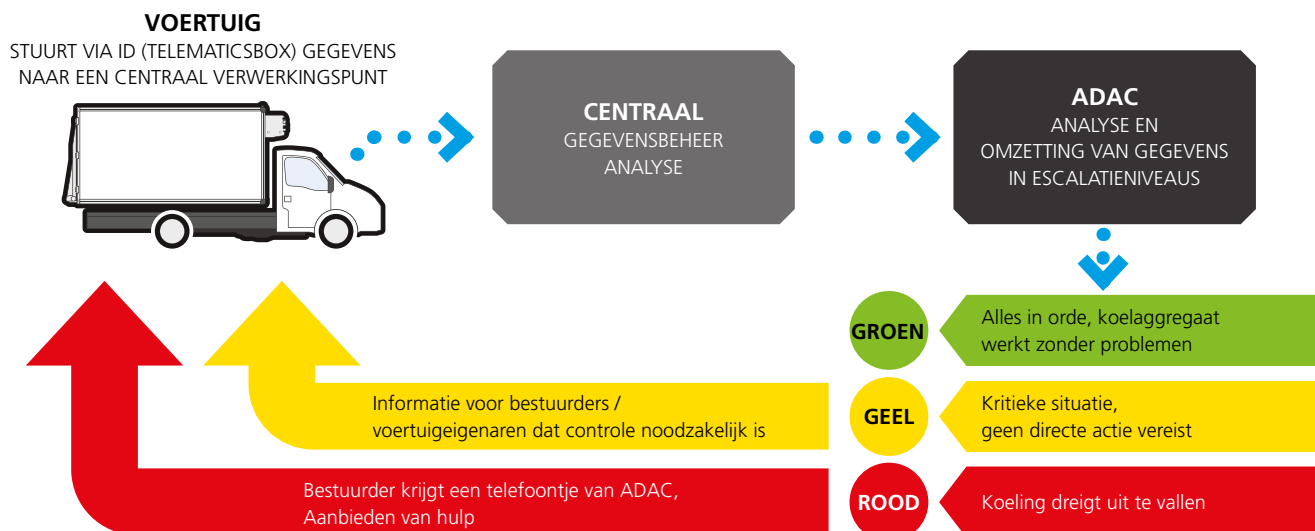 VOERTUIG
STUURT VIA ID (TELEMATICSBOX) GEGEVENS
NAAR EEN CENTRAAL VERWERKINGSPUNT
CENTRAAL
GEGEVENSBEHEER
ANALYSE
ADAC
ANALYSE EN
OMZETTING VAN GEGEVENS
IN ESCALATIENIVEAUS
GROEN
Alles in orde, koelaggregaat
werkt zonder problemen
Informatie voor bestuurders /
voertuigeigenaren dat controle noodzakelijk is
GEEL
Kritieke situatie,
geen directe actie vereist
Bestuurder krijgt een telefoontje van ADAC,
Aanbieden van hulp
ROOD
Koeling dreigt uit te vallen